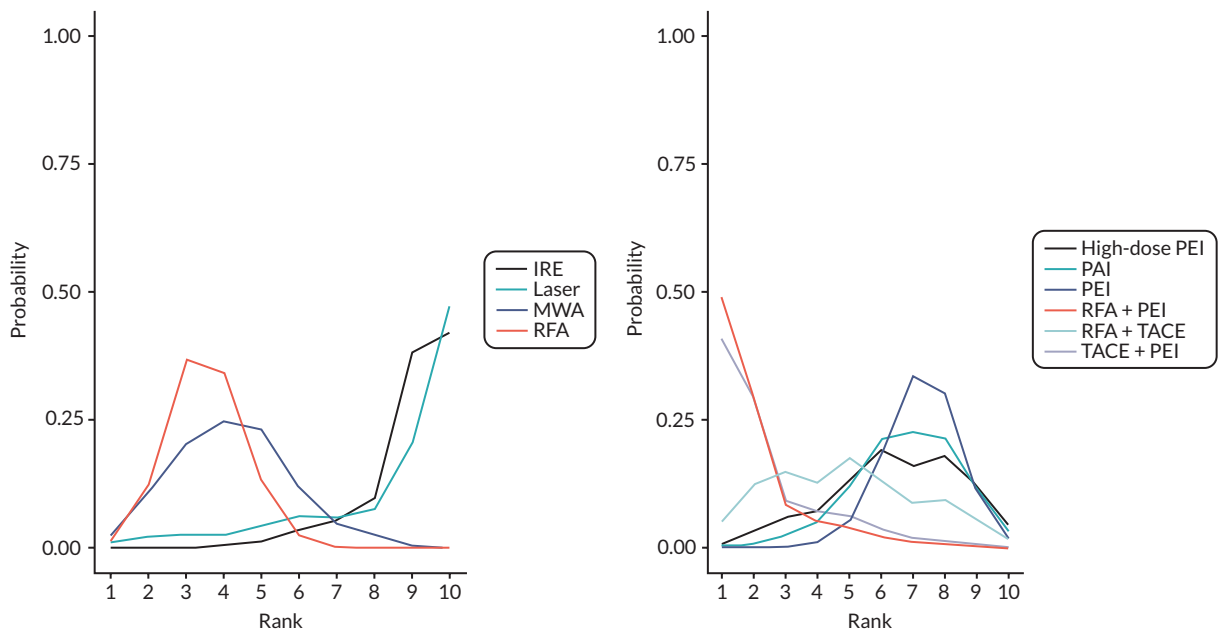 1.00
0.75
0.50
0.25
0.00
Probability
1 2 3 4 5 6 7 8 9 10
Rank
IRE
Laser
MWA
RFA
1.00
0.75
0.50
0.25
0.00
Probability
1 2 3 4 5 6 7 8 9 10
Rank
High-dose PEI
PAI
PEI
RFA + PEI
RFA + TACE
TACE + PEI